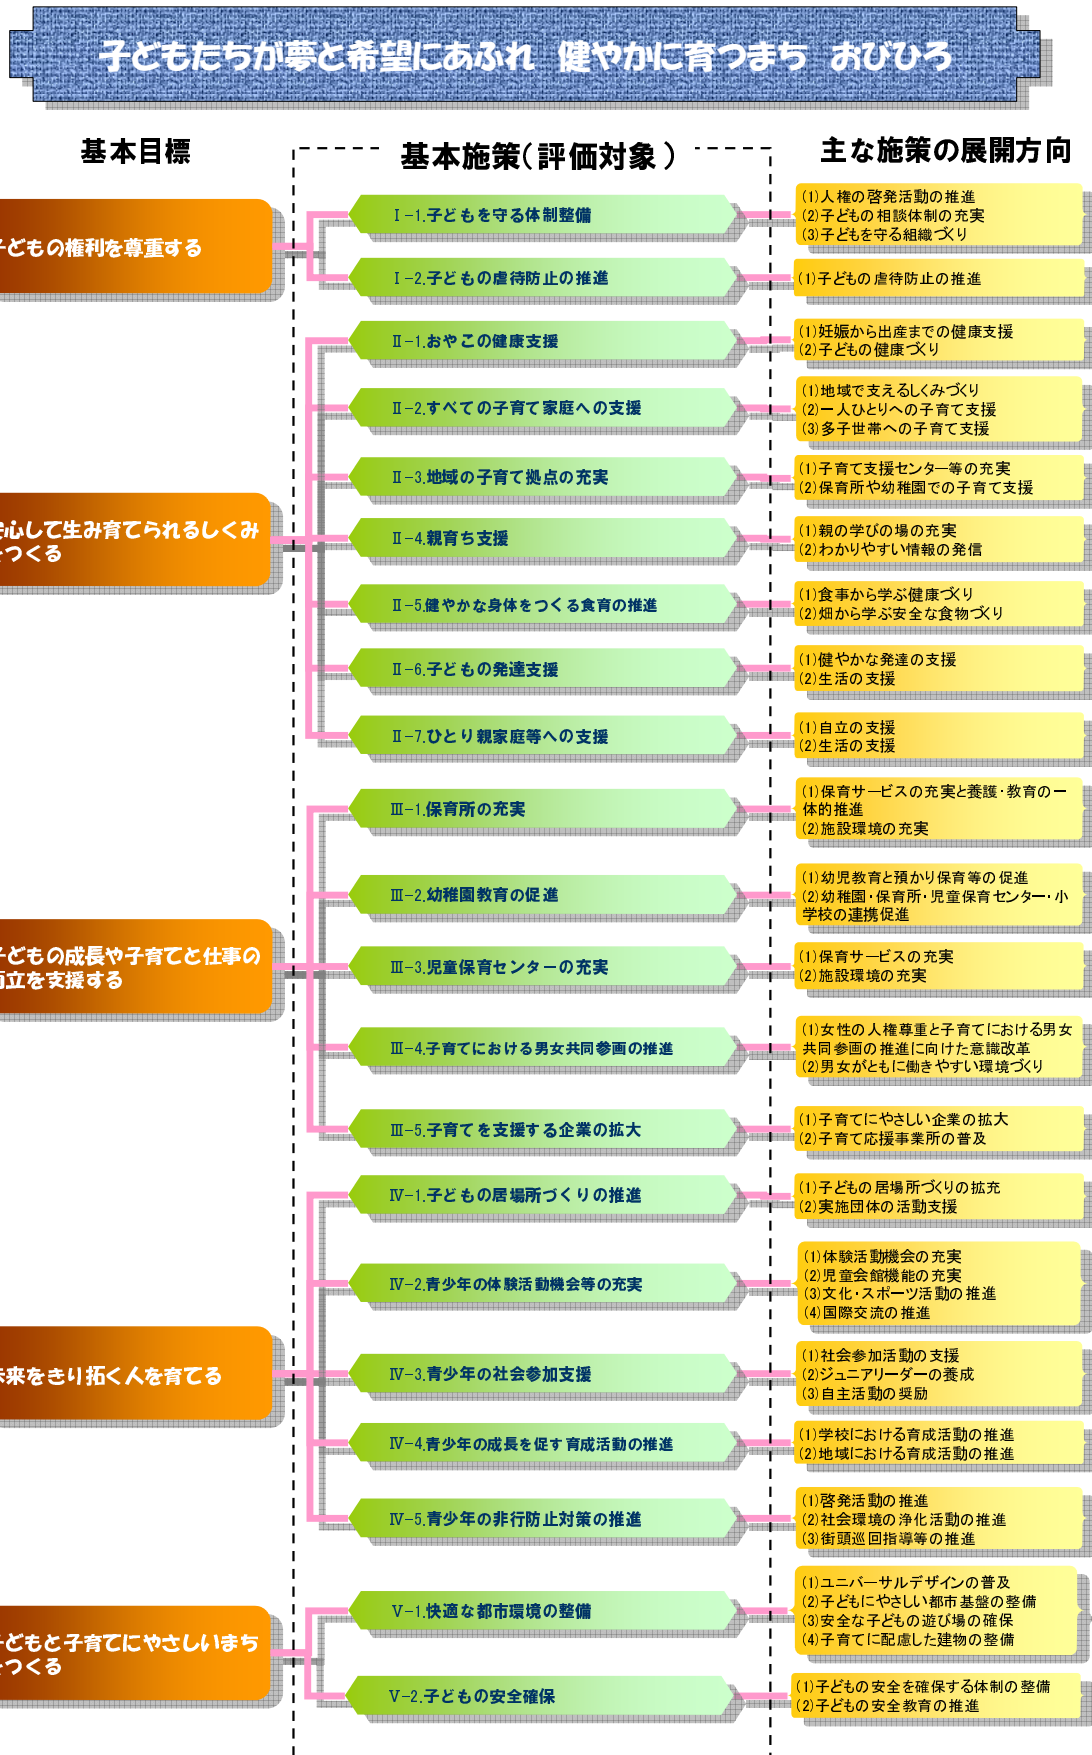 子どもたちが夢と希望にあふれ 健やかに育つまち おびひろ
基本目標
基本施策(評価対象)
主な施策の展開方向
子どもの権利を尊重する
Ⅰ-1.子どもを守る体制整備
(1)人権の啓発活動の推進
(2)子どもの相談体制の充実
(3)子どもを守る組織づくり
Ⅰ-2.子どもの虐待防止の推進
(1)子どもの虐待防止の推進
安心して生み育てられるしくみ
をつくる
Ⅱ-1.おやこの健康支援
(1)妊娠から出産までの健康支援
(2)子どもの健康づくり
Ⅱ-2.すべての子育て家庭への支援
(1)地域で支えるしくみづくり
(2)一人ひとりへの子育て支援
(3)多子世帯への子育て支援
Ⅱ-3.地域の子育て拠点の充実
(1)子育て支援センター等の充実
(2)保育所や幼稚園での子育て支援
Ⅱ-4.親育ち支援
(1)親の学びの場の充実
(2)わかりやすい情報の発信
Ⅱ-5.健やかな身体をつくる食育の推進
(1)食事から学ぶ健康づくり
(2)畑から学ぶ安全な食物づくり
Ⅱ-6.子どもの発達支援
(1)健やかな発達の支援
(2)生活の支援
Ⅱ-7.ひとり親家庭等への支援
(1)自立の支援
(2)生活の支援
子どもの成長や子育てと仕事の
両立を支援する
Ⅲ-1.保育所の充実
(1)保育サービスの充実と養護・教育の一
体的推進
(2)施設環境の充実
Ⅲ-2.幼稚園教育の促進
(1)幼児教育と預かり保育等の促進
(2)幼稚園・保育所・児童保育センター・小
学校の連携促進
Ⅲ-3.児童保育センターの充実
(1)保育サービスの充実
(2)施設環境の充実
Ⅲ-4.子育てにおける男女共同参画の推進
(1)女性の人権尊重と子育てにおける男女
共同参画の推進に向けた意識改革
(2)男女がともに働きやすい環境づくり
Ⅲ-5.子育てを支援する企業の拡大
(1)子育てにやさしい企業の拡大
(2)子育て応援事業所の普及
未来をきり拓く人を育てる
Ⅳ-1.子どもの居場所づくりの推進
(1)子どもの居場所づくりの拡充
(2)実施団体の活動支援
Ⅳ-2.青少年の体験活動機会等の充実
(1)体験活動機会の充実
(2)児童会館機能の充実
(3)文化・スポーツ活動の推進
(4)国際交流の推進
Ⅳ-3.青少年の社会参加支援
(1)社会参加活動の支援
(2)ジュニアリーダーの養成
(3)自主活動の奨励
Ⅳ-4.青少年の成長を促す育成活動の推進
(1)学校における育成活動の推進
(2)地域における育成活動の推進
Ⅳ-5.青少年の非行防止対策の推進
(1)啓発活動の推進
(2)社会環境の浄化活動の推進
(3)街頭巡回指導等の推進
子どもと子育てにやさしいまち
をつくる
Ⅴ-1.快適な都市環境の整備
(1)ユニバーサルデザインの普及
(2)子どもにやさしい都市基盤の整備
(3)安全な子どもの遊び場の確保
(4)子育てに配慮した建物の整備
Ⅴ-2.子どもの安全確保
(1)子どもの安全を確保する体制の整備
(2)子どもの安全教育の推進